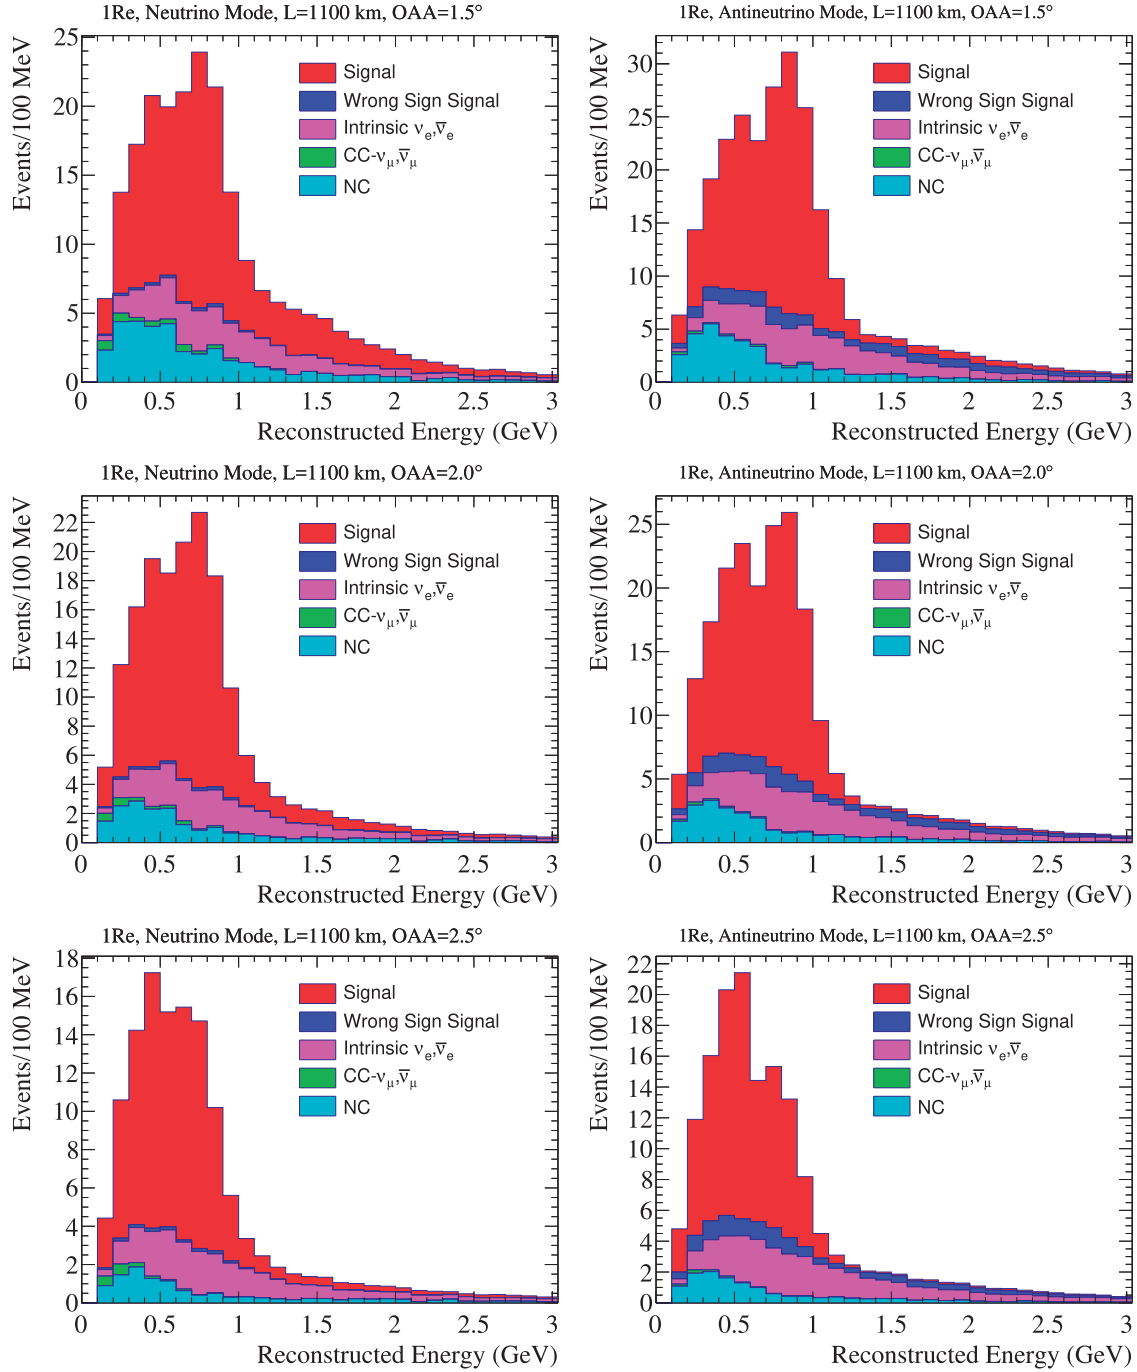 1Re, Neutrino Mode, L=1100 km, OAA=1.5°
Events/100 MeV
25
20
15
10
5
0
Signal
Wrong Sign Signal
Intrinsic νe,ν̅e
CC-νμ,ν̅μ
NC
0 0.5 1 1.5 2 2.5 3
Reconstructed Energy (GeV)
1Re, Antineutrino Mode, L=1100 km, OAA=1.5°
Events/100 MeV
30
25
20
15
10
5
0
Signal
Wrong Sign Signal
Intrinsic νe,ν̅e
CC-νμ,ν̅μ
NC
0 0.5 1 1.5 2 2.5 3
Reconstructed Energy (GeV)
1Re, Neutrino Mode, L=1100 km, OAA=2.0°
Events/100 MeV
22
20
18
16
14
12
10
8
6
4
2
0
Signal
Wrong Sign Signal
Intrinsic νe,ν̅e
CC-νμ,ν̅μ
NC
0 0.5 1 1.5 2 2.5 3
Reconstructed Energy (GeV)
1Re, Antineutrino Mode, L=1100 km, OAA=2.0°
Events/100 MeV
25
20
15
10
5
0
Signal
Wrong Sign Signal
Intrinsic νe,ν̅e
CC-νμ,ν̅μ
NC
0 0.5 1 1.5 2 2.5 3
Reconstructed Energy (GeV)
1Re, Neutrino Mode, L=1100 km, OAA=2.5°
Events/100 MeV
18
16
14
12
10
8
6
4
2
0
Signal
Wrong Sign Signal
Intrinsic νe,ν̅e
CC-νμ,ν̅μ
NC
0 0.5 1 1.5 2 2.5 3
Reconstructed Energy (GeV)
1Re, Antineutrino Mode, L=1100 km, OAA=2.5°
Events/100 MeV
22
20
18
16
14
12
10
8
6
4
2
0
Signal
Wrong Sign Signal
Intrinsic νe,ν̅e
CC-νμ,ν̅μ
NC
0 0.5 1 1.5 2 2.5 3
Reconstructed Energy (GeV)